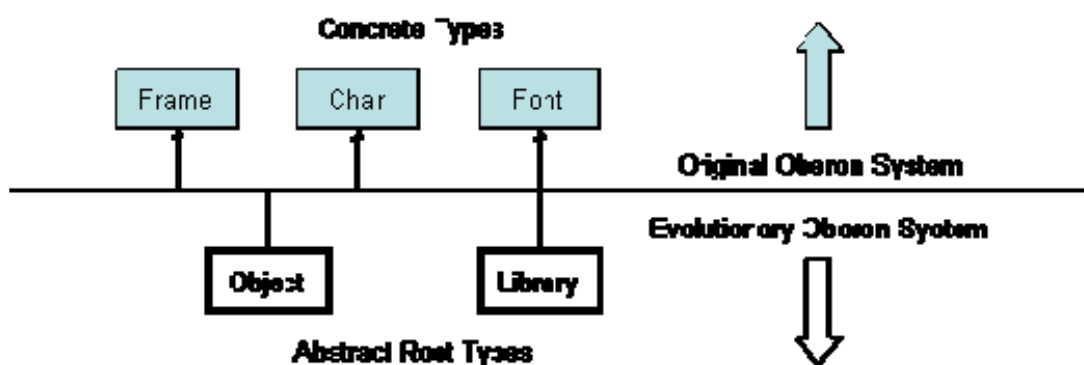 Concrete Types
Frame
Char
Font
Original Oberon System
Evolutionary Oberon System
Object
Library
Abstract Root Types